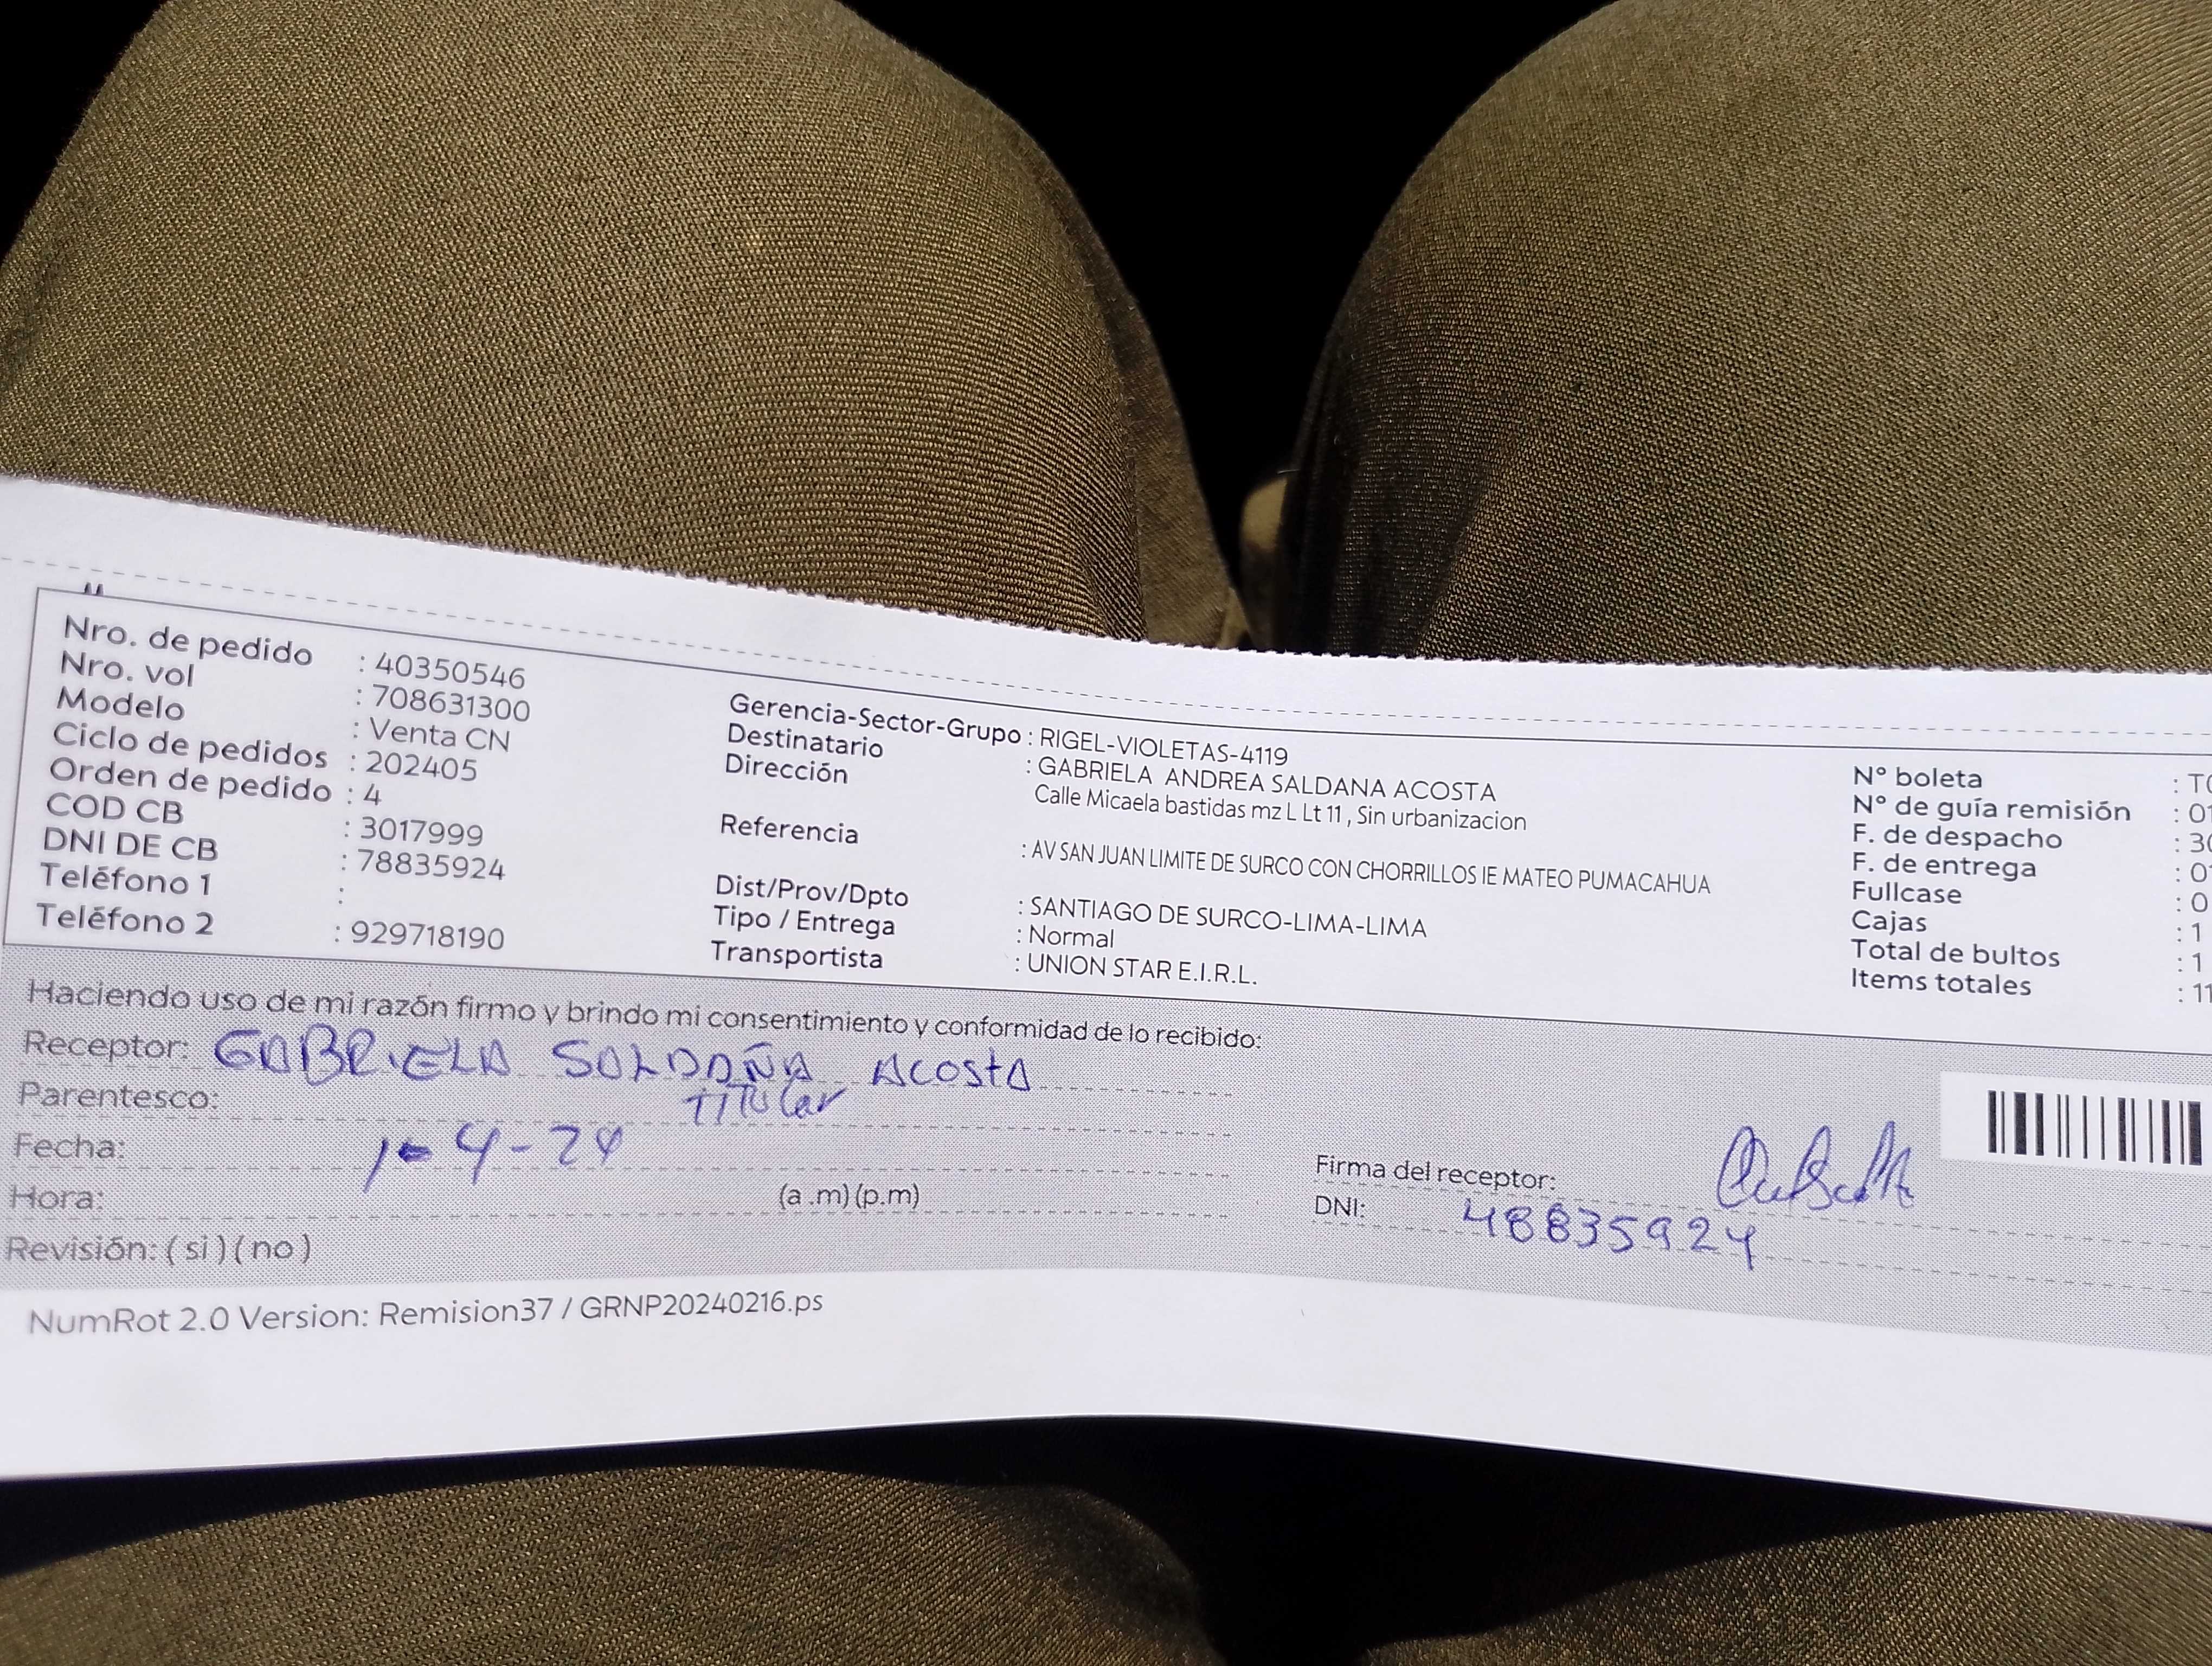 Nro. de pedido : 40350546
Nro. vol : 708631300
Modelo : Venta CN
Ciclo de pedidos : 202405
Orden de pedido : 4
COD CB : 3017999
DNI DE CB : 78835924
Teléfono 1 :
Teléfono 2 : 929718190
Gerencia-Sector-Grupo : RIGEL-VIOLETAS-4119
Destinatario : GABRIELA ANDREA SALDANA ACOSTA
Dirección Calle Micaela bastidas mz L Lt 11 , Sin urbanizacion
Referencia : AV SAN JUAN LIMITE DE SURCO CON CHORRILLOS IE MATEO PUMACAHUA
Dist/Prov/Dpto : SANTIAGO DE SURCO-LIMA-LIMA
Tipo / Entrega : Normal
Transportista : UNION STAR E.I.R.L.
N° boleta :
N° de guía remisión :
F. de despacho :
F. de entrega :
Fullcase : 0
Cajas : 1
Total de bultos : 1
Items totales : 11
Haciendo uso de mi razón firmo y brindo mi consentimiento y conformidad de lo recibido:
Receptor: GABRIELA SALDAÑA ACOSTA
Parentesco: TITULar
Fecha: 1-4-24
Hora: (a .m) (p.m)
Revisión: ( si ) ( no )
Firma del receptor:
DNI: 48835924
NumRot 2.0 Version: Remision37 / GRNP20240216.ps